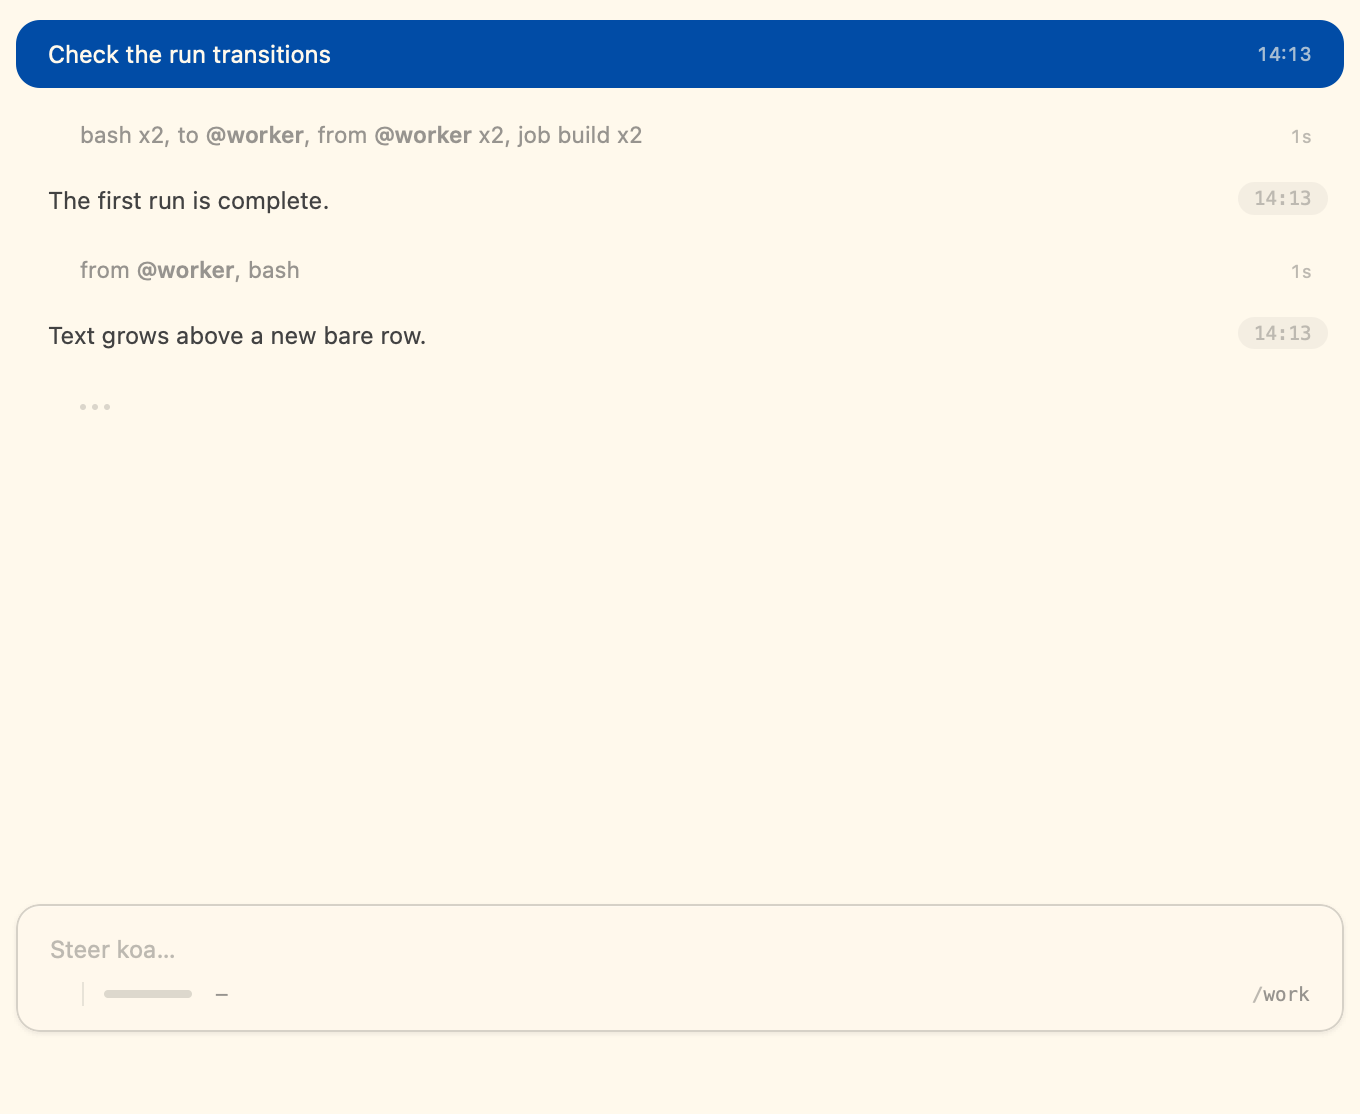 Check the run transitions 14:13
bash x2, to @worker, from @worker x2, job build x2 1s
The first run is complete. 14:13
from @worker, bash 1s
Text grows above a new bare row. 14:13
Steer koa...
– /work